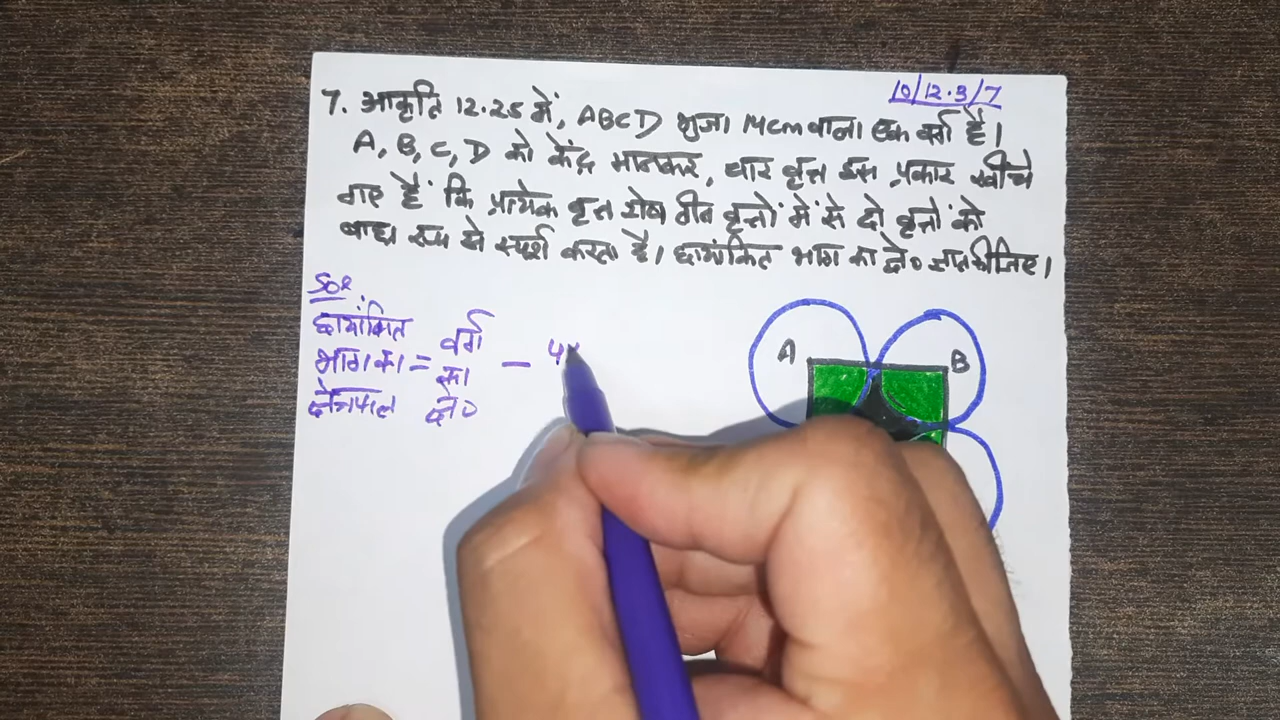 10/12.3/7
7. आकृति 12.25 में, ABCD भुजा 14cm वाला एक वर्ग है।
A, B, C, D को केंद्र मानकर, चार वृत्त इस प्रकार खींचे
गए हैं कि प्रत्येक वृत्त शेष तीन वृत्तों में से दो वृत्तों को
बाह्य रूप से स्पर्श करता है। छायांकित भाग का क्षे० ज्ञात कीजिए।
Sol
छायांकित
भाग का = वर्ग का क्षे० - 4×
क्षेत्रफल
A
B